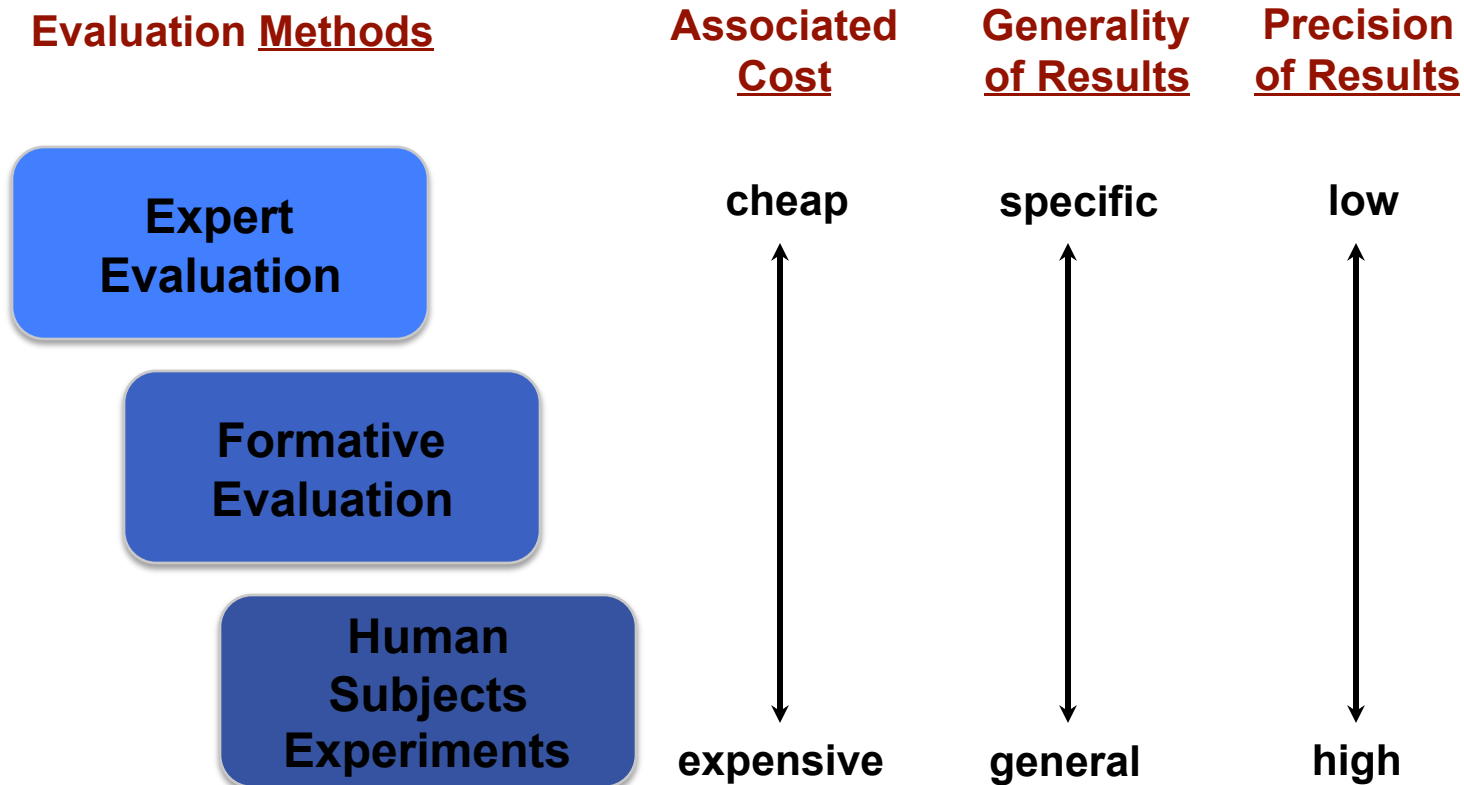 Evaluation Methods
Associated
Cost
Generality
of Results
Precision
of Results
Expert
Evaluation
cheap
specific
low
Formative
Evaluation
Human
Subjects
Experiments
expensive
general
high